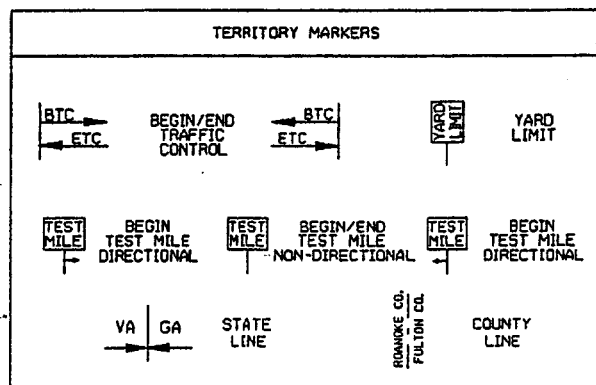 TERRITORY MARKERS
BTC
ETC
BEGIN/END
TRAFFIC
CONTROL
BTC
ETC
YARD
LIMIT
YARD
LIMIT
TEST
MILE
BEGIN
TEST MILE
DIRECTIONAL
TEST
MILE
BEGIN/END
TEST MILE
NON-DIRECTIONAL
TEST
MILE
BEGIN
TEST MILE
DIRECTIONAL
VA
GA
STATE
LINE
ROANOKE CO.
FULTON CO.
COUNTY
LINE